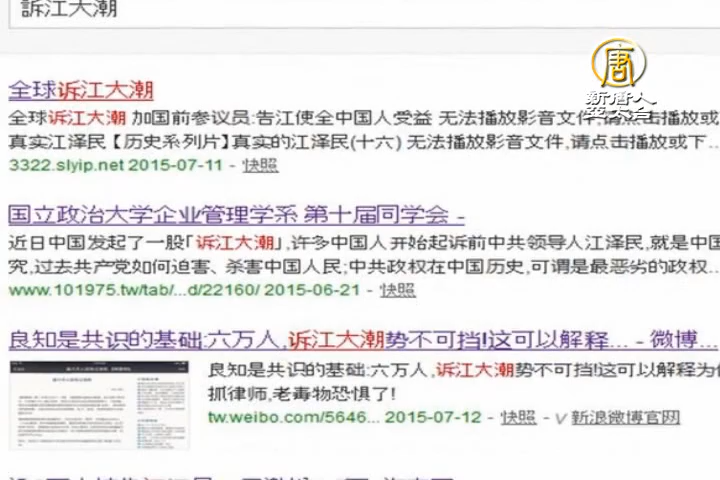 訴江大潮
唐
新唐人
亞太台
全球诉江大潮
全球诉江大潮 加国前参议员:告江使全中国人受益 无法播放影音文件,请点击播放或
真实江泽民【历史系列片】真实的江泽民(十六) 无法播放影音文件,请点击播放或下...
3322.slyip.net 2015-07-11 - 快照
国立政治大学企业管理学系 第十届同学会 -
近日中国发起了一股「诉江大潮」,许多中国人开始起诉前中共领导人江泽民,就是中国
究,过去共产党如何迫害、杀害中国人民;中共政权在中国历史,可谓是最恶劣的政权...
www.101975.tw/tab/...d/22160/ 2015-06-21 - 快照
良知是共识的基础:六万人,诉江大潮势不可挡!这可以解释... - 微博...
良知是共识的基础:六万人,诉江大潮势不可挡!这可以解释为什
抓律师,老毒物恐惧了!
tw.weibo.com/5646... 2015-07-12 - 快照 - V 新浪微博官网